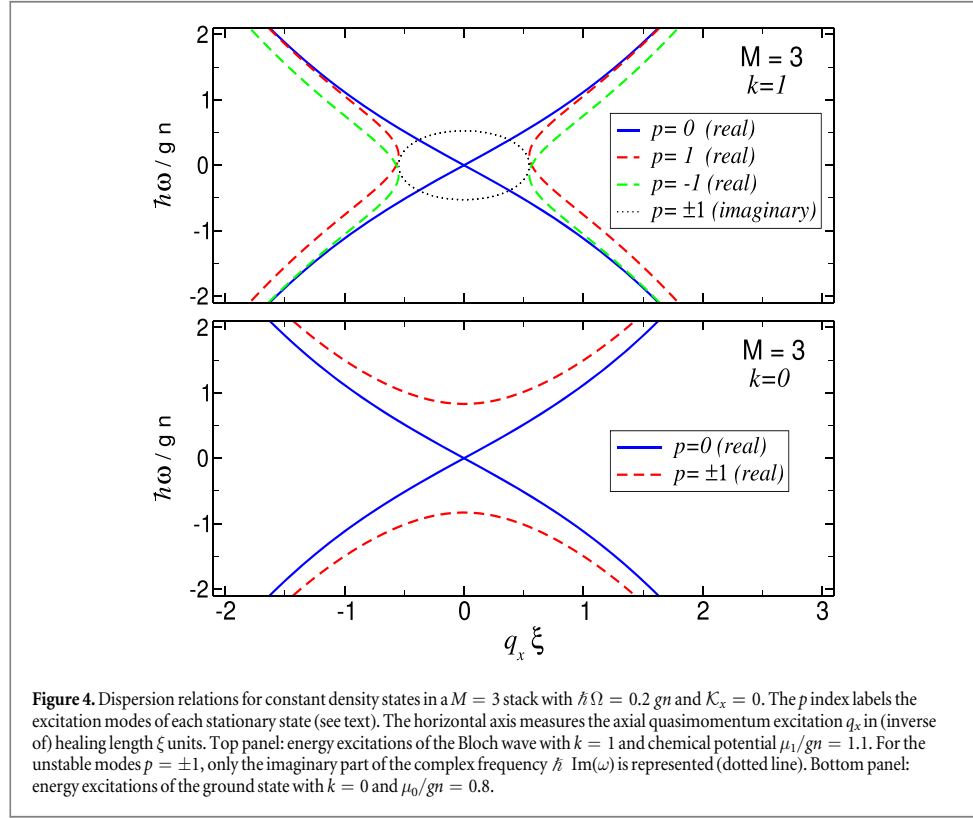 2
1
0
-1
-2
ħω / g n
M = 3
k=1
p= 0 (real)
p= 1 (real)
p= -1 (real)
p= ±1 (imaginary)
2
1
0
-1
-2
ħω / g n
M = 3
k=0
p=0 (real)
p= ±1 (real)
-2 -1 0 1 2 3
qₓ ξ
Figure 4. Dispersion relations for constant density states in a M = 3 stack with ħΩ = 0.2 gn and 𝒦ₓ = 0. The p index labels the
excitation modes of each stationary state (see text). The horizontal axis measures the axial quasimomentum excitation qₓ in (inverse
of) healing length ξ units. Top panel: energy excitations of the Bloch wave with k = 1 and chemical potential μ₁/gn = 1.1. For the
unstable modes p = ±1, only the imaginary part of the complex frequency ħ Im(ω) is represented (dotted line). Bottom panel:
energy excitations of the ground state with k = 0 and μ₀/gn = 0.8.